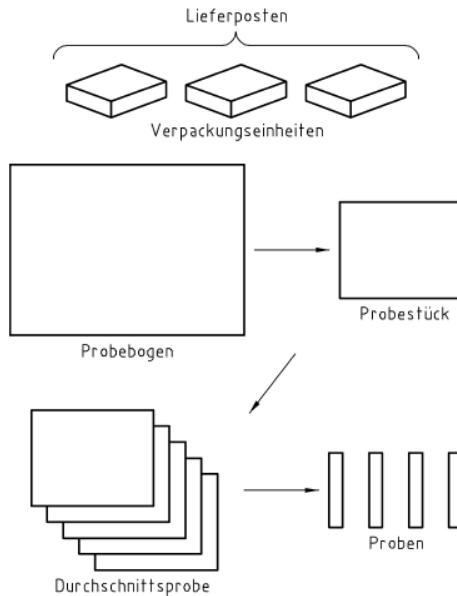 Lieferposten
Verpackungseinheiten
Probebogen
Probestück
Durchschnittsprobe
Proben